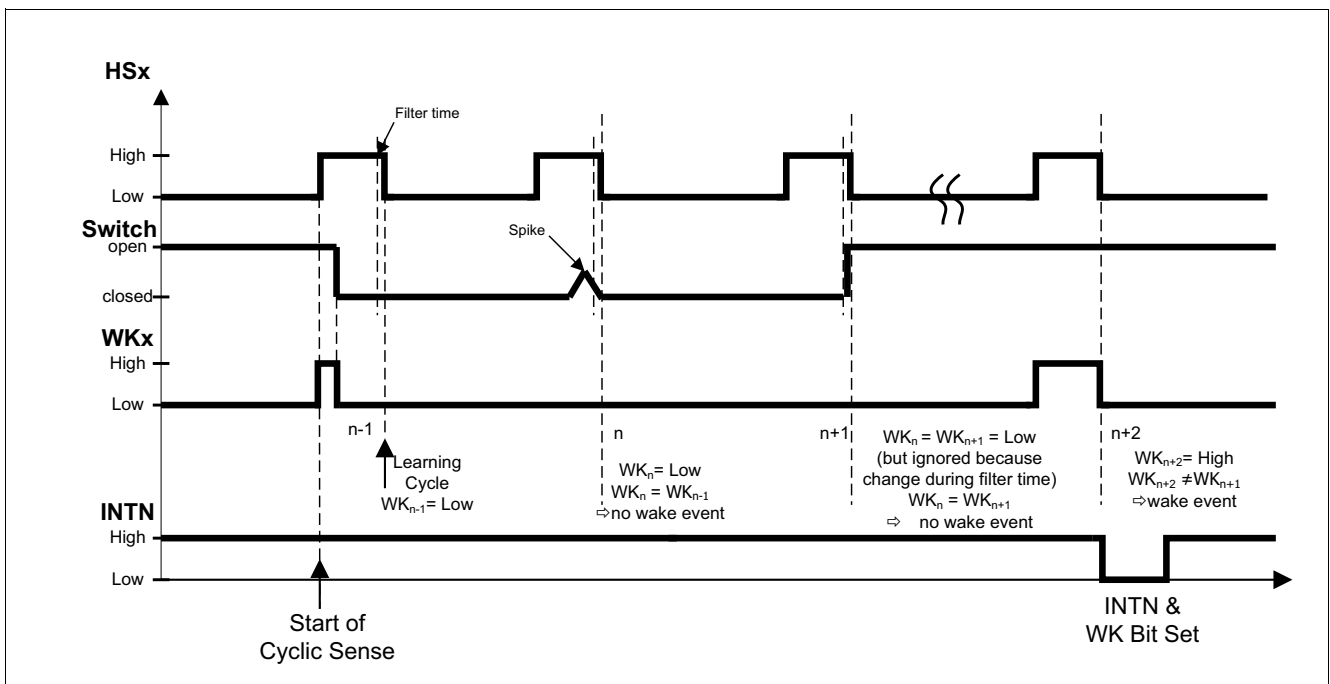 HSx
Filter time
High
Low
Switch
open
Spike
closed
WKx
High
Low
n-1
n
n+1
n+2
Learning
Cycle
WKn-1= Low
WKn= Low
WKn = WKn-1
⇨no wake event
WKn = WKn+1 = Low
(but ignored because
change during filter time)
WKn = WKn+1
⇨ no wake event
WKn+2= High
WKn+2 ≠WKn+1
⇨wake event
INTN
High
Low
Start of
Cyclic Sense
INTN &
WK Bit Set